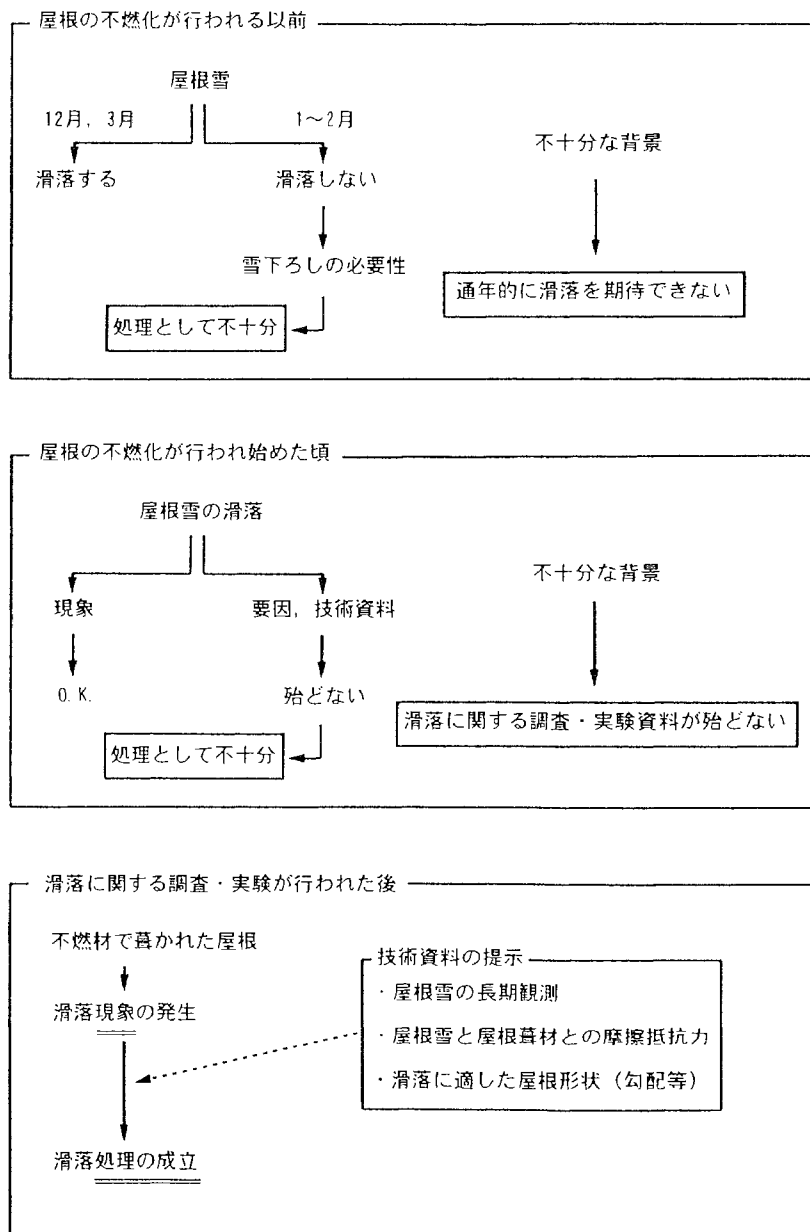 屋根の不燃化が行われる以前
屋根雪
12月，3月
1〜2月
滑落する
滑落しない
雪下ろしの必要性
処理として不十分
不十分な背景
通年的に滑落を期待できない
屋根の不燃化が行われ始めた頃
屋根雪の滑落
現象
要因，技術資料
O.K.
殆どない
処理として不十分
不十分な背景
滑落に関する調査・実験資料が殆どない
滑落に関する調査・実験が行われた後
不燃材で葺かれた屋根
滑落現象の発生
滑落処理の成立
技術資料の提示
・屋根雪の長期観測
・屋根雪と屋根葺材との摩擦抵抗力
・滑落に適した屋根形状（勾配等）